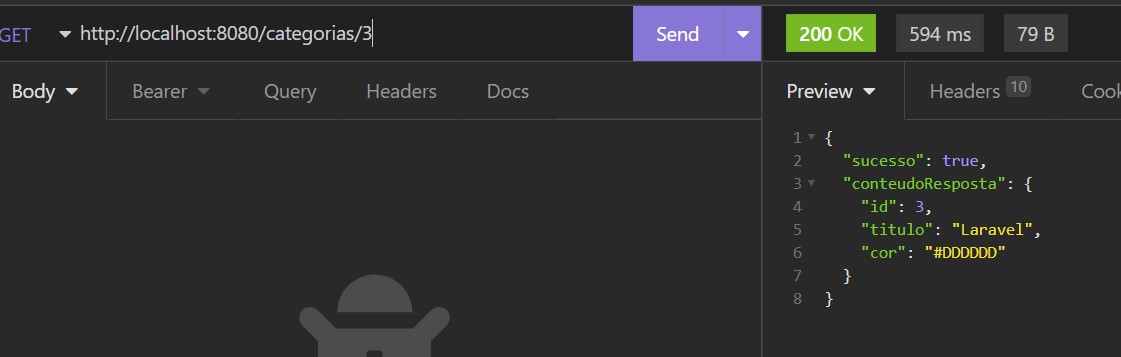 GET http://localhost:8080/categorias/3 Send 200 OK 594 ms 79 B
Body Bearer Query Headers Docs Preview Headers 10 Cook
1 {
2 "sucesso": true,
3 "conteudoResposta": {
4 "id": 3,
5 "titulo": "Laravel",
6 "cor": "#DDDDDD"
7 }
8 }